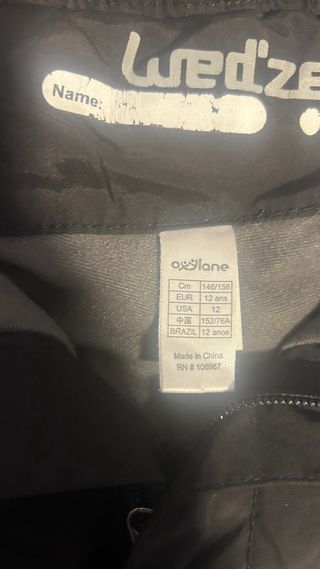 Wed'ze
Name:
oxylane
Cm 146/158
EUR 12 ans
USA 12
中国 152/76A
BRAZIL 12 anos
Made in China
RN # 106987